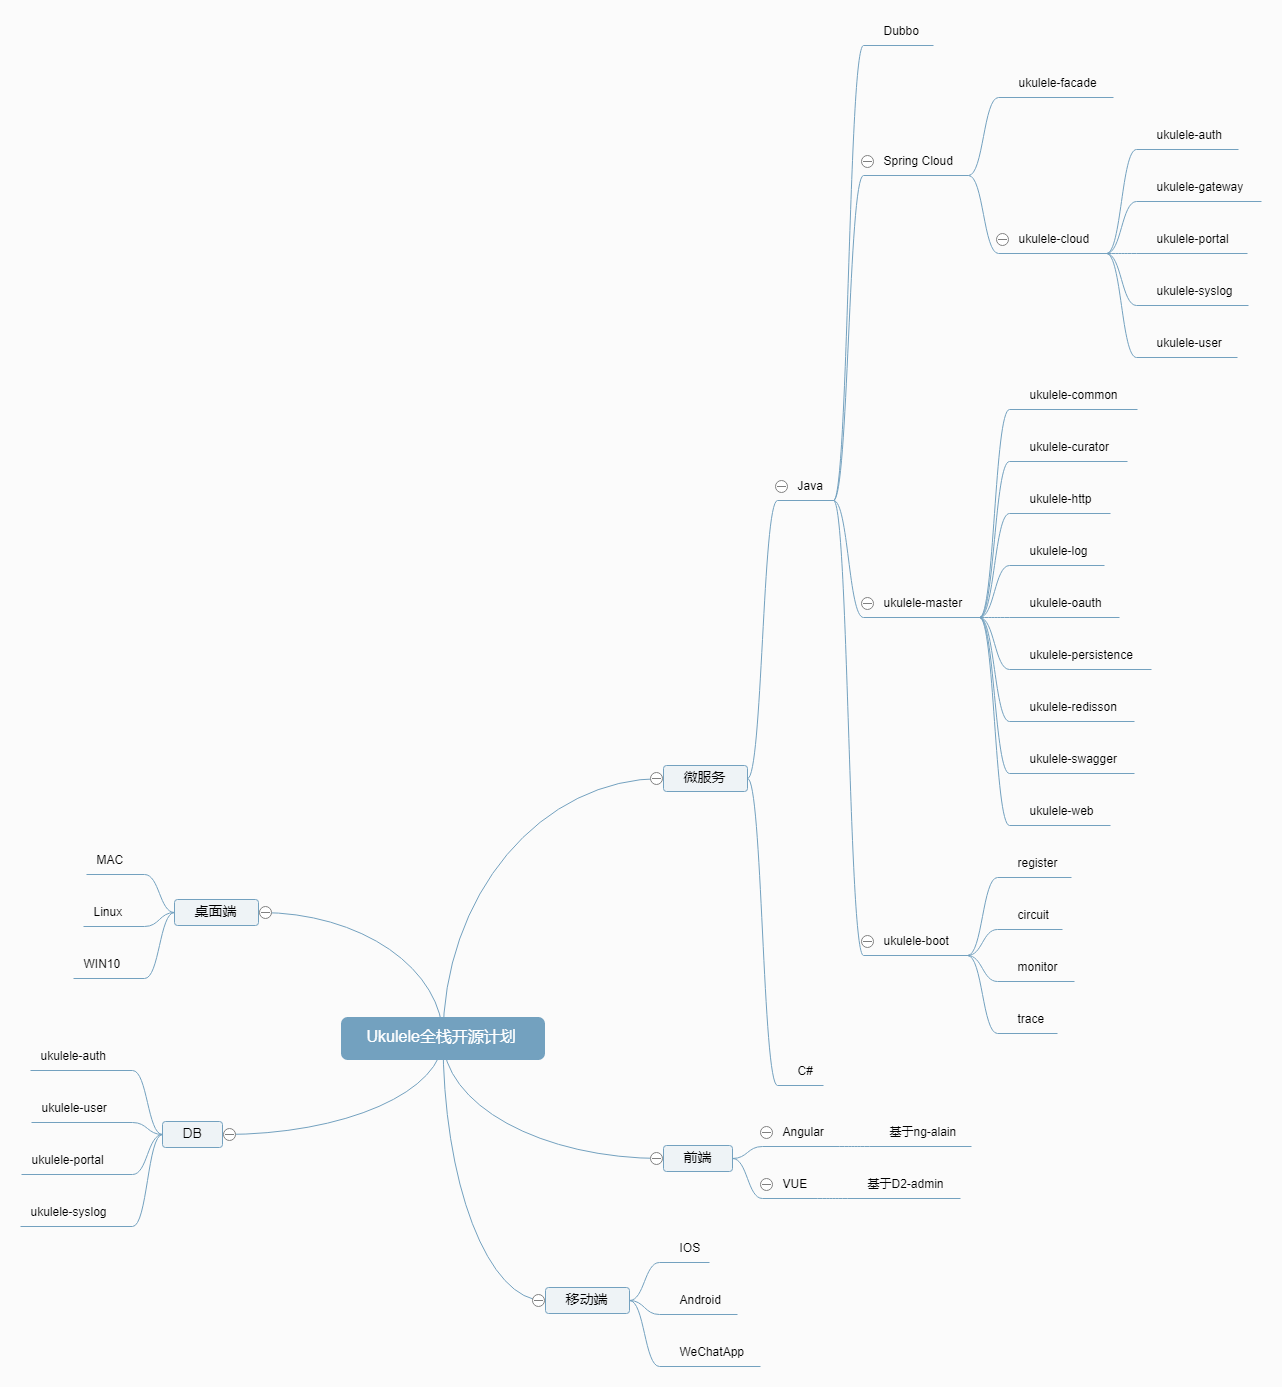 Dubbo
ukulele-facade
ukulele-auth
Spring Cloud
ukulele-gateway
ukulele-cloud
ukulele-portal
ukulele-syslog
ukulele-user
ukulele-common
ukulele-curator
Java
ukulele-http
ukulele-log
ukulele-master
ukulele-oauth
ukulele-persistence
ukulele-redisson
ukulele-swagger
微服务
ukulele-web
MAC
register
桌面端
Linux
circuit
ukulele-boot
WIN10
monitor
trace
Ukulele全栈开源计划
ukulele-auth
C#
ukulele-user
DB
Angular
基于ng-alain
ukulele-portal
前端
VUE
基于D2-admin
ukulele-syslog
IOS
移动端
Android
WeChatApp